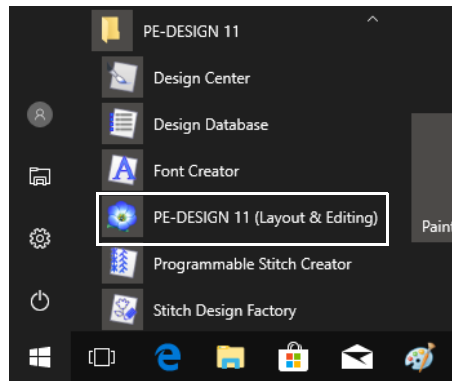 PE-DESIGN 11
Design Center
Design Database
Font Creator
PE-DESIGN 11 (Layout & Editing)
Pain
Programmable Stitch Creator
Stitch Design Factory